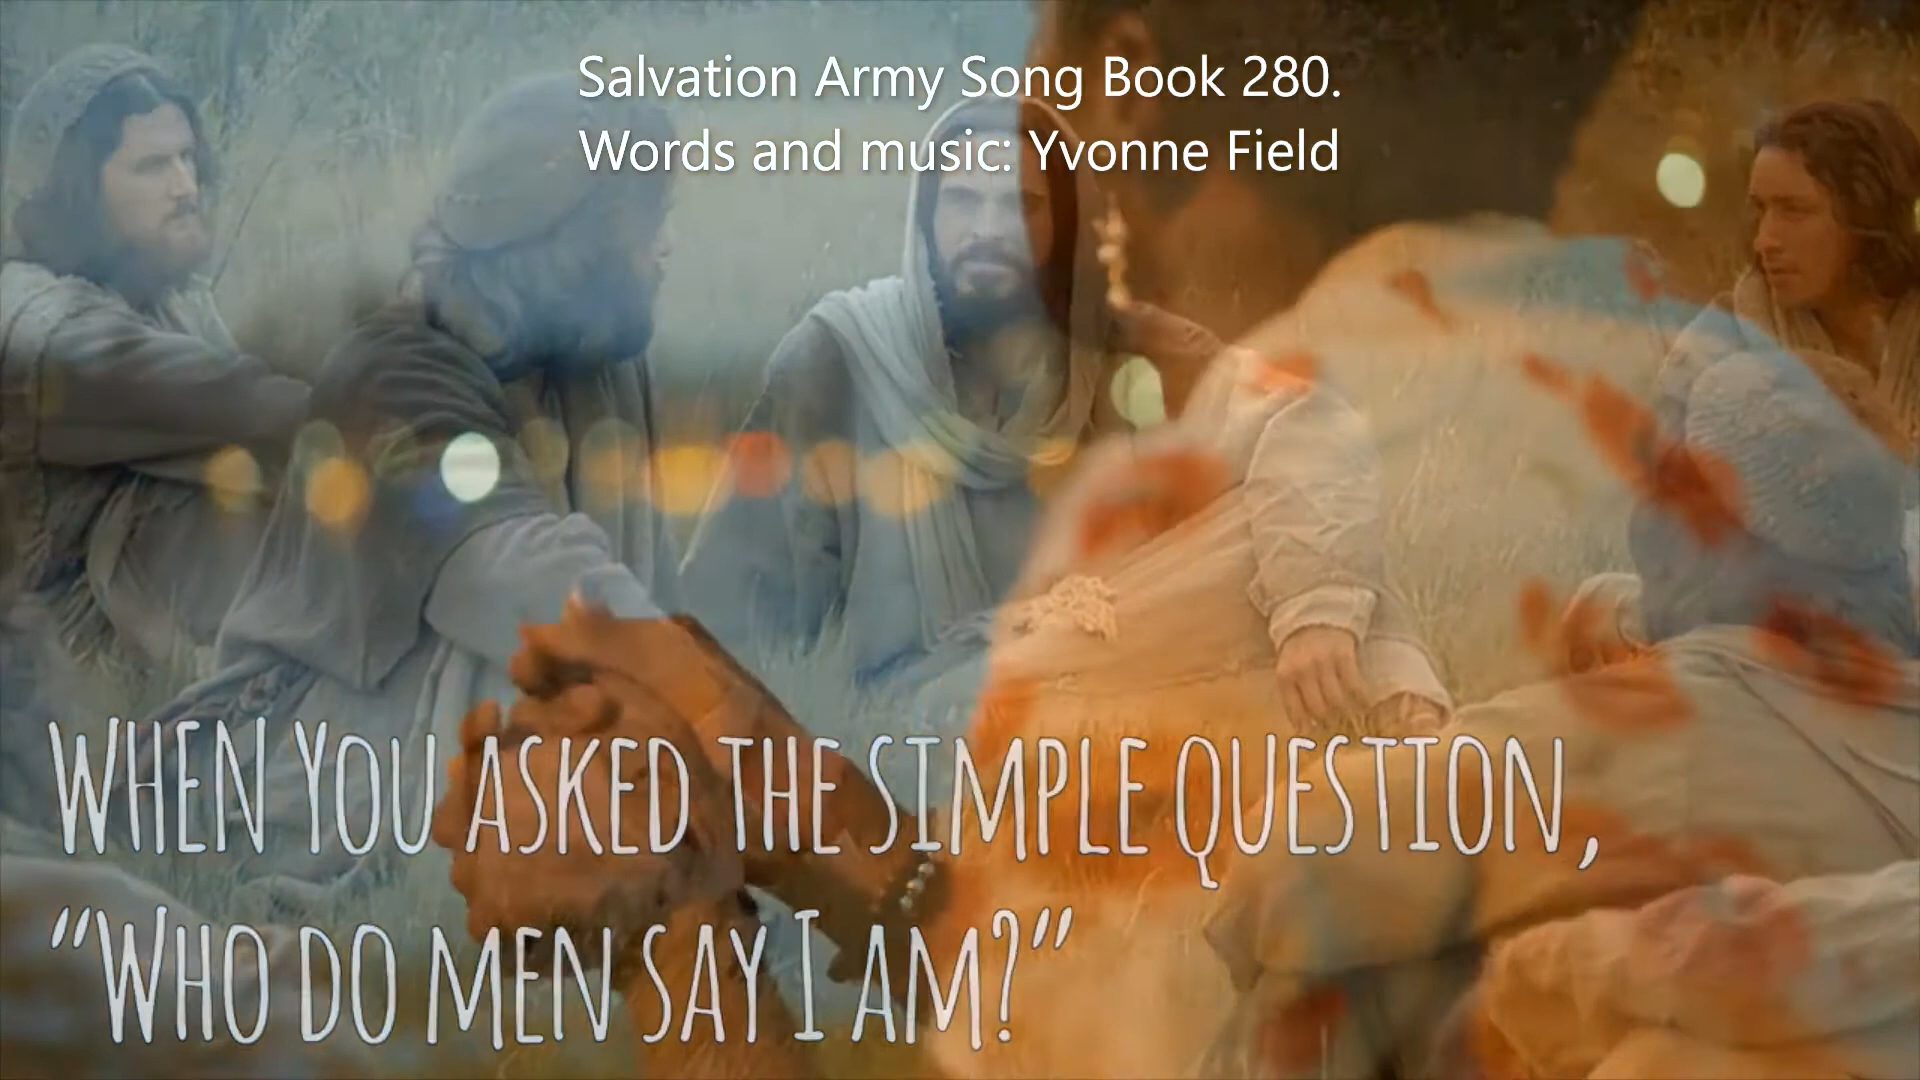 Salvation Army Song Book 280.
Words and music: Yvonne Field
WHEN YOU ASKED THE SIMPLE QUESTION,
“WHO DO MEN SAY I AM?”